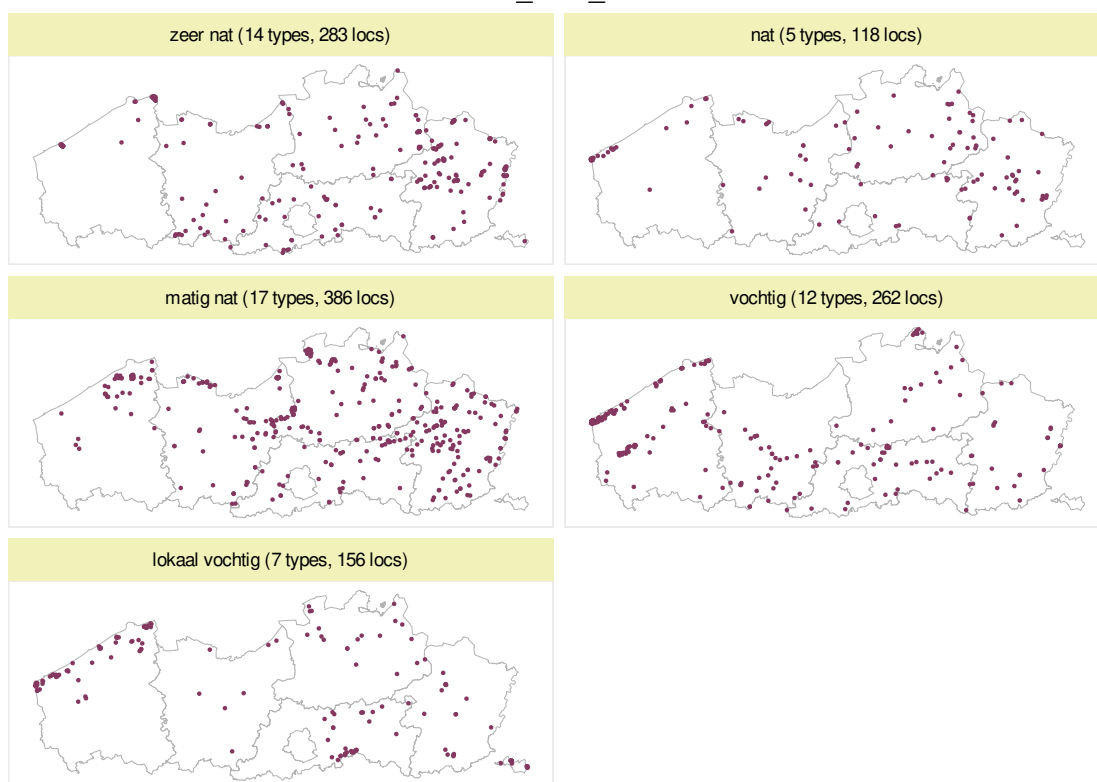 zeer nat (14 types, 283 locs)
nat (5 types, 118 locs)
matig nat (17 types, 386 locs)
vochtig (12 types, 262 locs)
lokaal vochtig (7 types, 156 locs)